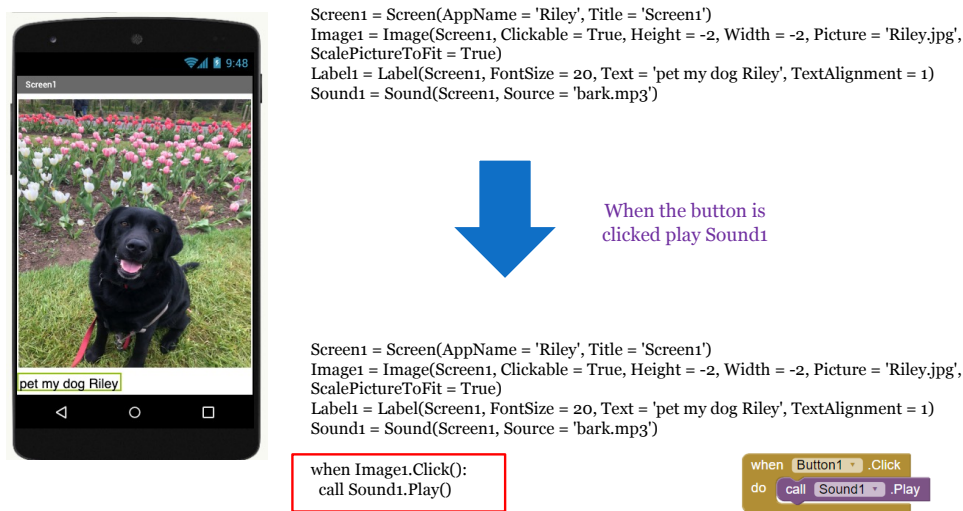 Screen1 = Screen(AppName = 'Riley', Title = 'Screen1')
Image1 = Image(Screen1, Clickable = True, Height = -2, Width = -2, Picture = 'Riley.jpg',
ScalePictureToFit = True)
Label1 = Label(Screen1, FontSize = 20, Text = 'pet my dog Riley', TextAlignment = 1)
Sound1 = Sound(Screen1, Source = 'bark.mp3')
9:48
Screen1
When the button is
clicked play Sound1
Screen1 = Screen(AppName = 'Riley', Title = 'Screen1')
Image1 = Image(Screen1, Clickable = True, Height = -2, Width = -2, Picture = 'Riley.jpg',
ScalePictureToFit = True)
Label1 = Label(Screen1, FontSize = 20, Text = 'pet my dog Riley', TextAlignment = 1)
Sound1 = Sound(Screen1, Source = 'bark.mp3')
pet my dog Riley
when Image1.Click():
call Sound1.Play()
when Button1 .Click
do call Sound1 .Play